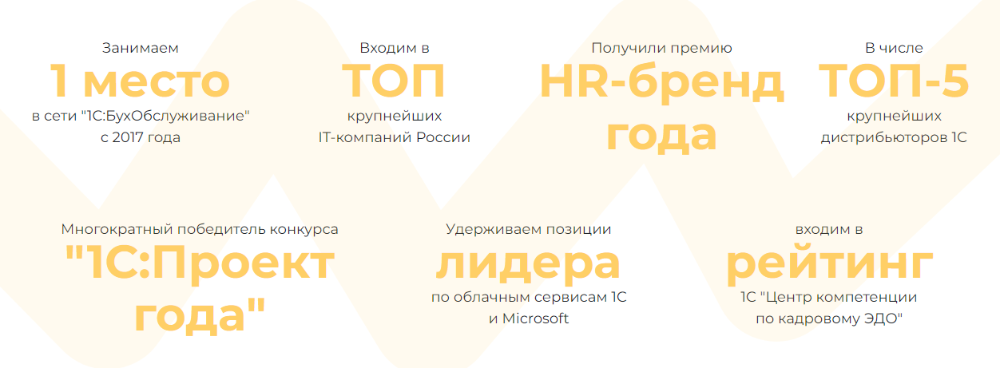 Занимаем
1 место
в сети "1С:БухОбслуживание"
с 2017 года
Входим в
ТОП
крупнейших
IT-компаний России
Получили премию
HR-бренд
года
В числе
ТОП-5
крупнейших
дистрибьюторов 1С
Многократный победитель конкурса
"1С:Проект
года"
Удерживаем позиции
лидера
по облачным сервисам 1С
и Microsoft
входим в
рейтинг
1С "Центр компетенции
по кадровому ЭДО"